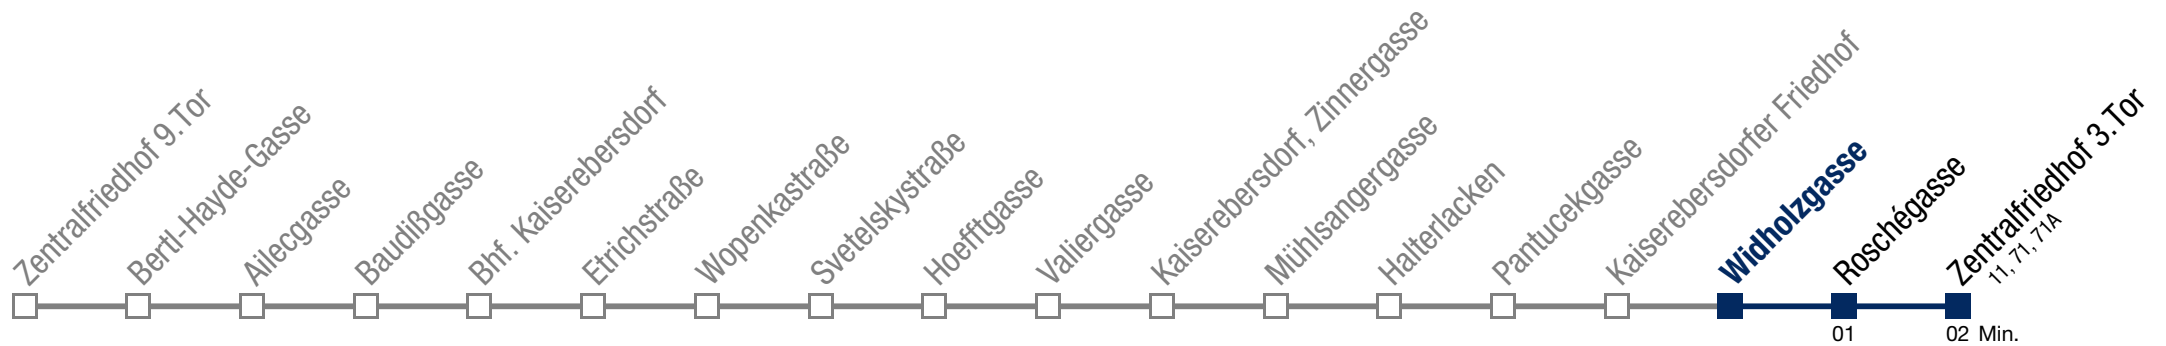 Zentralfriedhof 9.Tor
Bertl-Hayde-Gasse
Ailecgasse
Baudißgasse
Bhf. Kaiserebersdorf
Etrichstraße
Wopenkastraße
Svetelskystraße
Hoefftgasse
Valiergasse
Kaiserebersdorf, Zinnergasse
Mühlsangergasse
Halterlacken
Pantucekgasse
Kaiserebersdorfer Friedhof
Widholzgasse
Roschégasse
Zentralfriedhof 3.Tor
11, 71, 71A
01
02 Min.